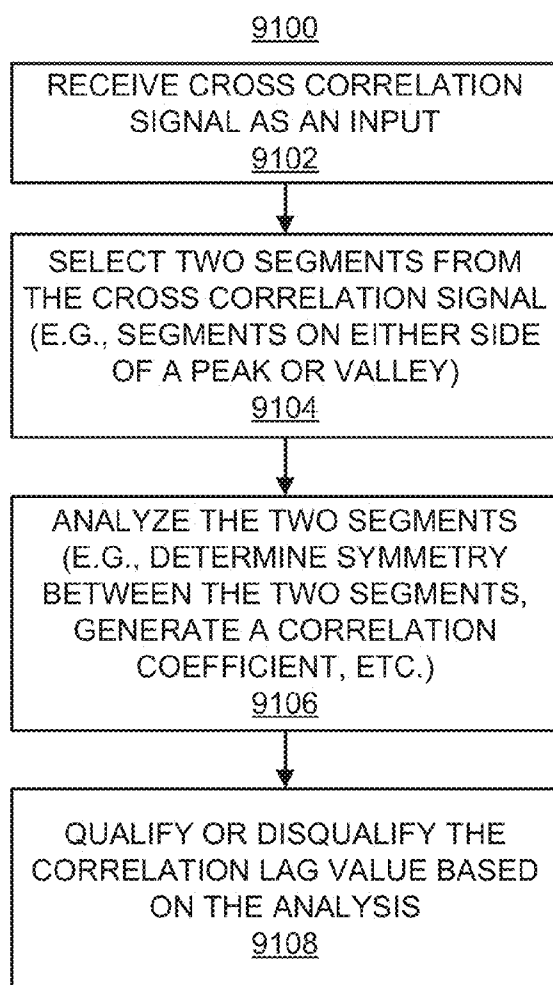 9100
RECEIVE CROSS CORRELATION
SIGNAL AS AN INPUT
9102
SELECT TWO SEGMENTS FROM
THE CROSS CORRELATION SIGNAL
(E.G., SEGMENTS ON EITHER SIDE
OF A PEAK OR VALLEY)
9104
ANALYZE THE TWO SEGMENTS
(E.G., DETERMINE SYMMETRY
BETWEEN THE TWO SEGMENTS,
GENERATE A CORRELATION
COEFFICIENT, ETC.)
9106
QUALIFY OR DISQUALIFY THE
CORRELATION LAG VALUE BASED
ON THE ANALYSIS
9108